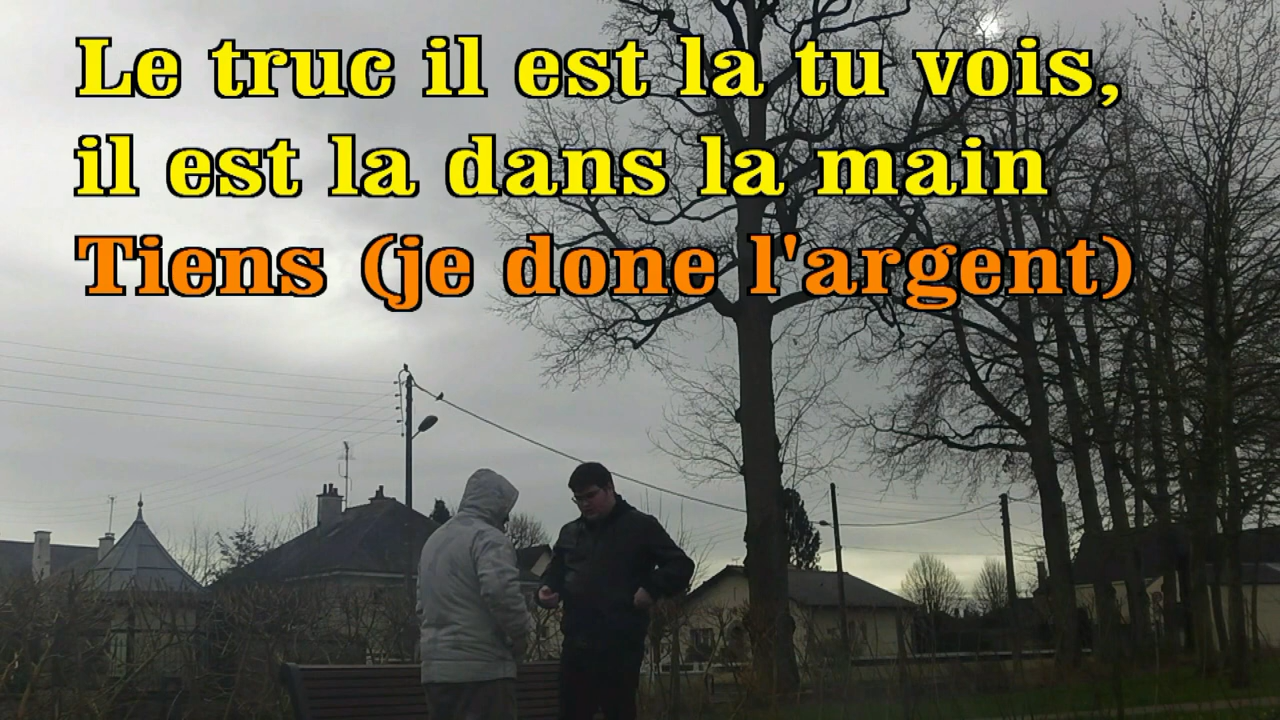 Le truc il est la tu vois,
il est la dans la main
Tiens (je done l'argent)